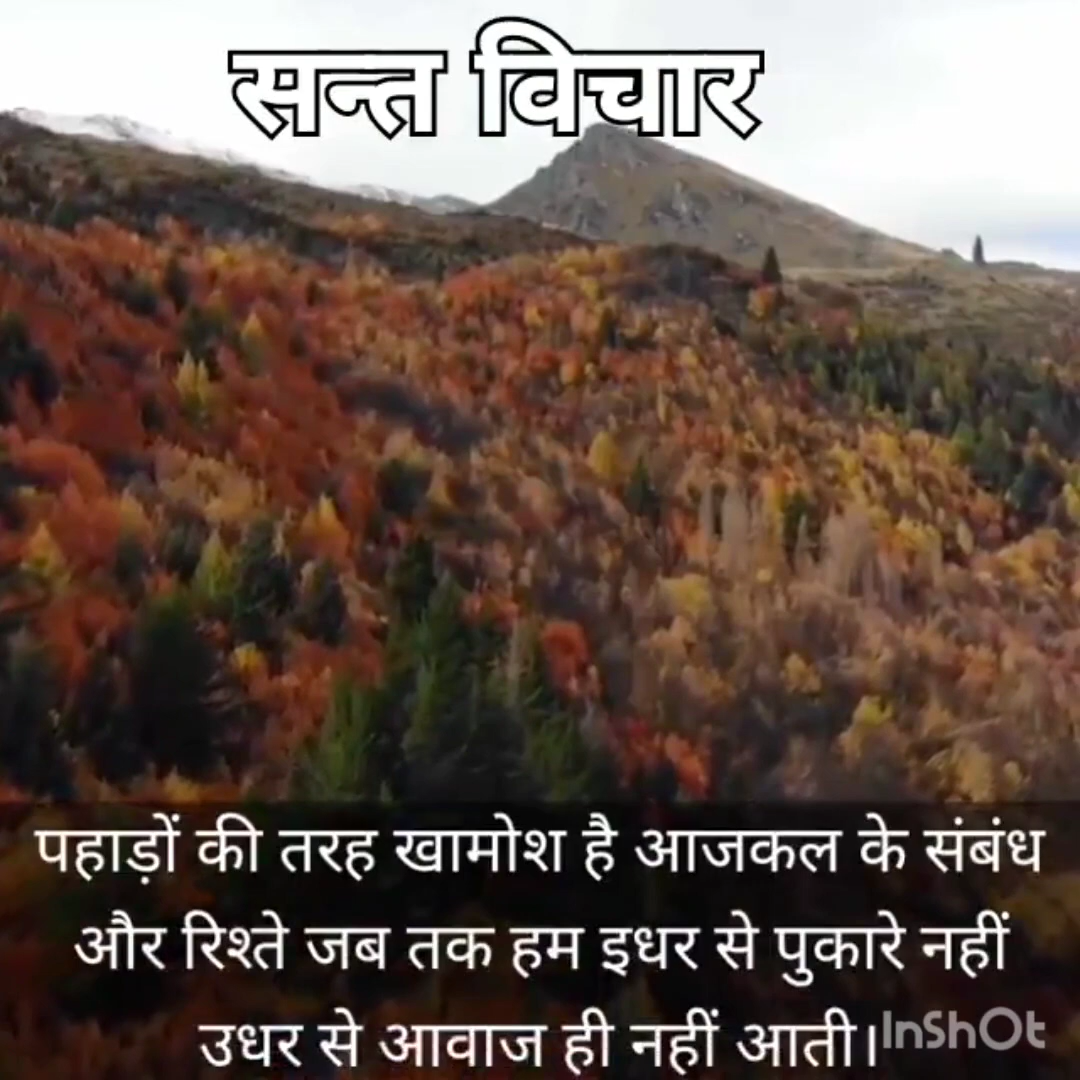 सन्त विचार
पहाड़ों की तरह खामोश है आजकल के संबंध
और रिश्ते जब तक हम इधर से पुकारे नहीं
उधर से आवाज ही नहीं आती।
InShOt